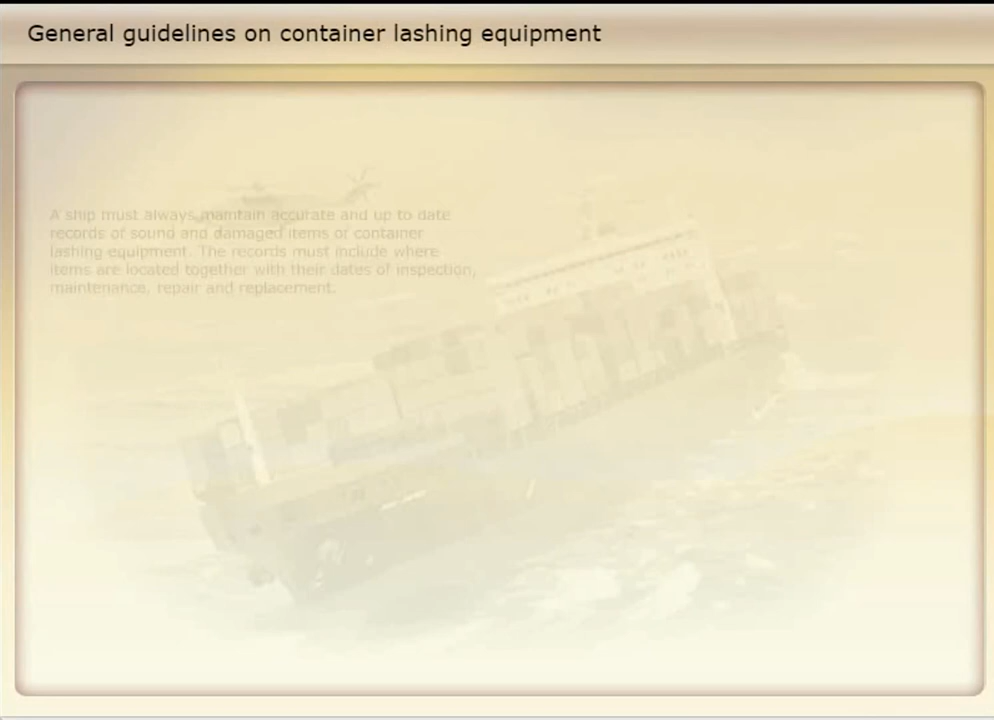 General guidelines on container lashing equipment
A ship must always maintain accurate and up to date
records of sound and damaged items of container
lashing equipment. The records must include where
items are located together with their dates of inspection,
maintenance, repair and replacement.